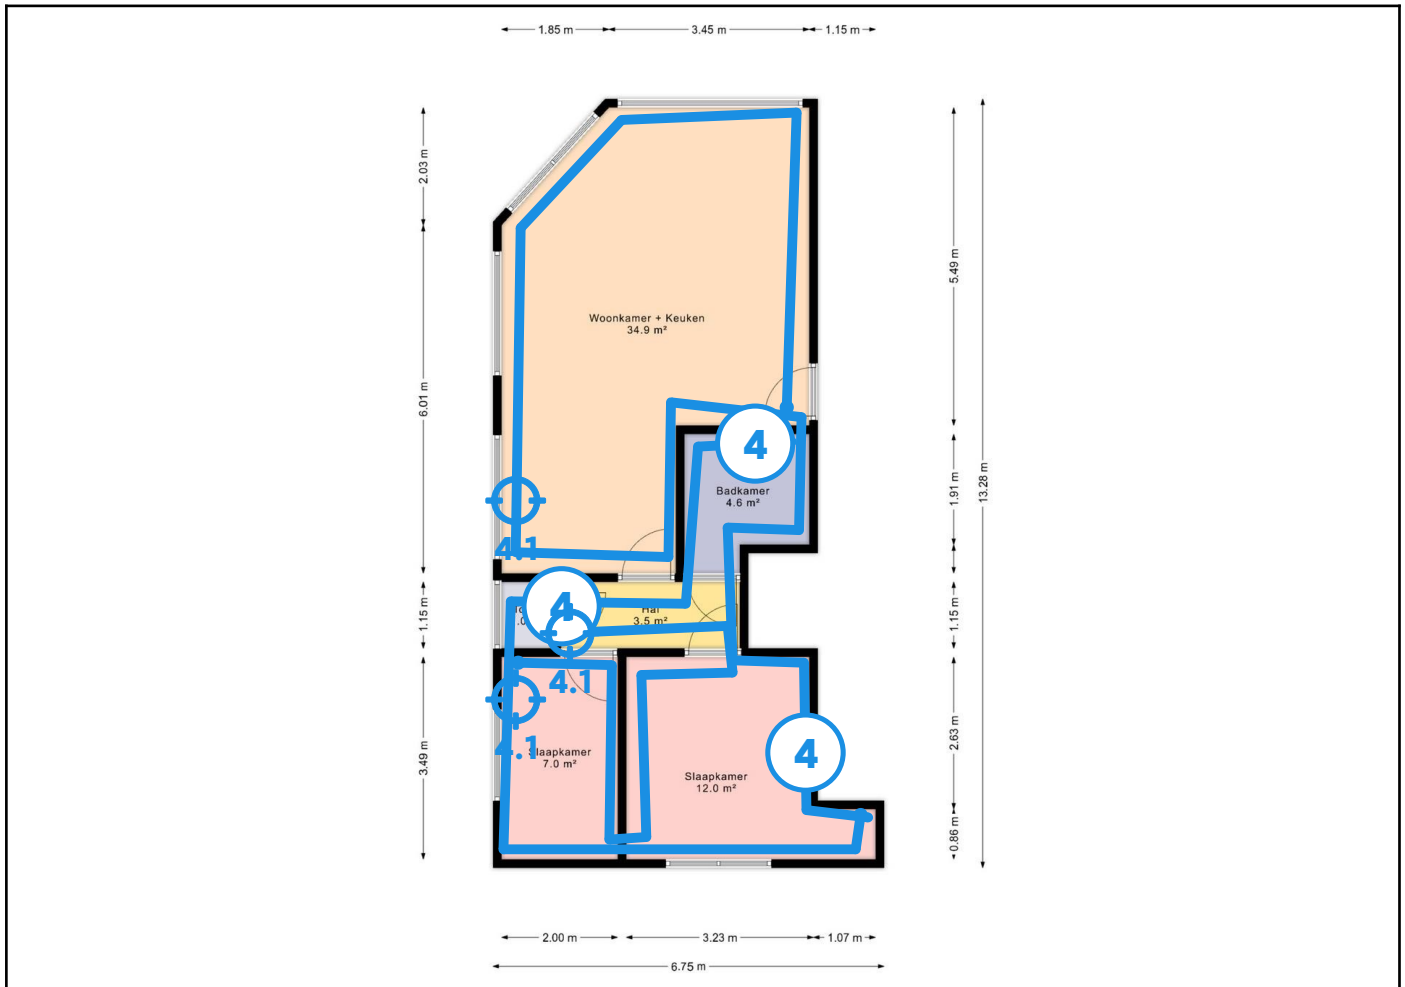 1.85 m
3.45 m
1.15 m
2.03 m
5.49 m
Woonkamer + Keuken
34.9 m²
6.01 m
4
1.91 m
13.28 m
Badkamer
4.6 m²
4.1
4
Hal
3.5 m²
1.15 m
1.15 m
4.1
4.1
Slaapkamer
7.0 m²
4
Slaapkamer
12.0 m²
2.63 m
3.49 m
0.86 m
2.00 m
3.23 m
1.07 m
6.75 m